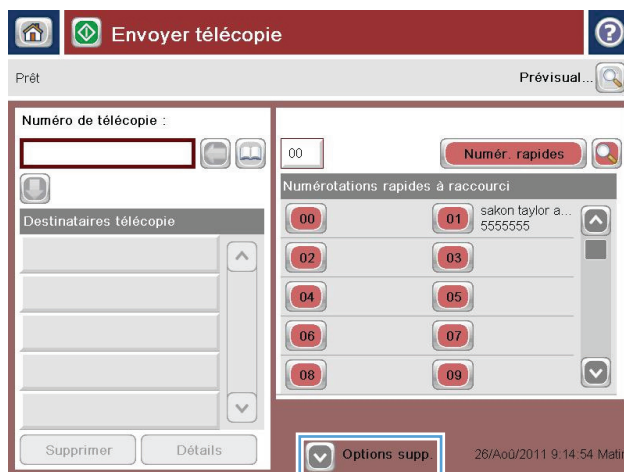 Envoyer télécopie
?
Prêt
Prévisual...
Numéro de télécopie :
00
Numér. rapides
Numérotations rapides à raccourci
Destinataires télécopie
00
01 sakon taylor a...
5555555
02
03
04
05
06
07
08
09
Supprimer
Détails
Options supp.
26/Aoû/2011 9:14:54 Matin